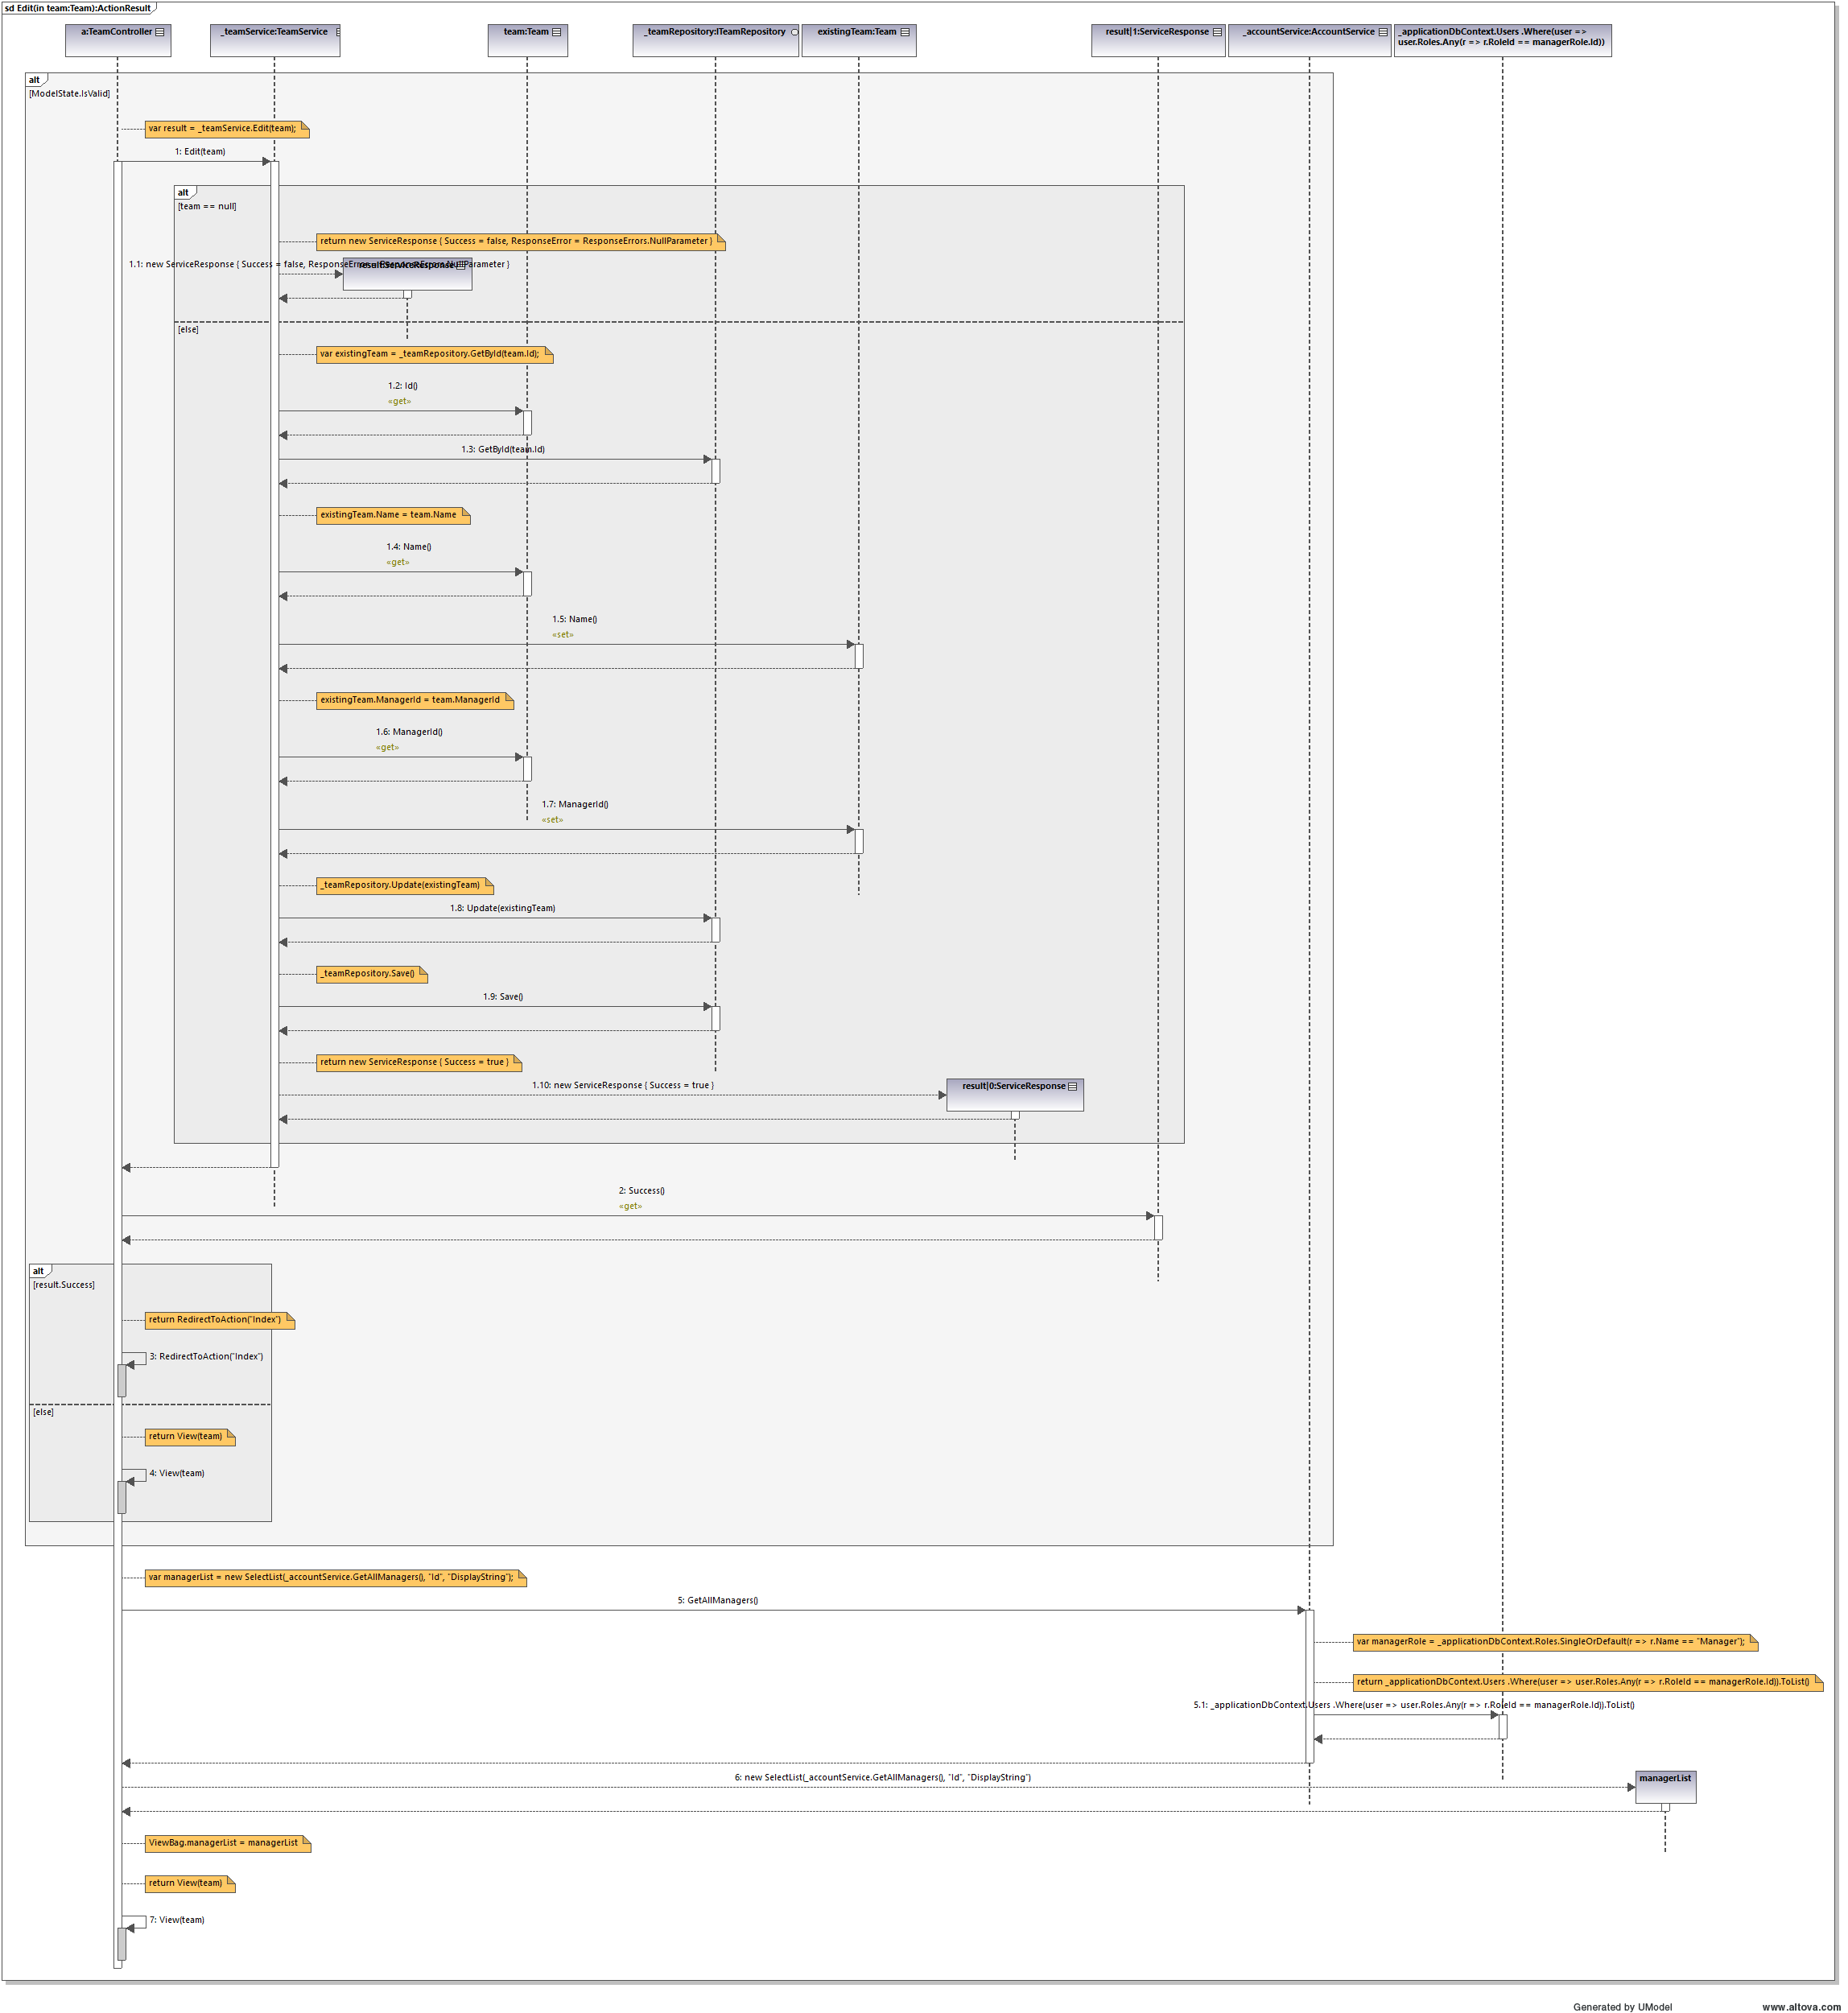 sd Edit(in team:Team):ActionResult
a:TeamController
_teamService:TeamService
team:Team
_teamRepository:ITeamRepository
existingTeam:Team
result|1:ServiceResponse
_accountService:AccountService
_applicationDbContext.Users .Where(user =>
user.Roles.Any(r => r.RoleId == managerRole.Id))
alt
[ModelState.IsValid]
var result = _teamService.Edit(team);
1: Edit(team)
alt
[team == null]
return new ServiceResponse { Success = false, ResponseError = ResponseErrors.NullParameter }
1.1: new ServiceResponse { Success = false, ResponseError = ResponseErrors.NullParameter }
result:ServiceResponse
[else]
var existingTeam = _teamRepository.GetById(team.Id);
1.2: Id()
«get»
1.3: GetById(team.Id)
existingTeam.Name = team.Name
1.4: Name()
«get»
1.5: Name()
«set»
existingTeam.ManagerId = team.ManagerId
1.6: ManagerId()
«get»
1.7: ManagerId()
«set»
_teamRepository.Update(existingTeam)
1.8: Update(existingTeam)
_teamRepository.Save()
1.9: Save()
return new ServiceResponse { Success = true }
1.10: new ServiceResponse { Success = true }
result|0:ServiceResponse
2: Success()
«get»
alt
[result.Success]
return RedirectToAction("Index")
3: RedirectToAction("Index")
[else]
return View(team)
4: View(team)
var managerList = new SelectList(_accountService.GetAllManagers(), "Id", "DisplayString");
5: GetAllManagers()
var managerRole = _applicationDbContext.Roles.SingleOrDefault(r => r.Name == "Manager");
return _applicationDbContext.Users .Where(user => user.Roles.Any(r => r.RoleId == managerRole.Id)).ToList()
5.1: _applicationDbContext.Users .Where(user => user.Roles.Any(r => r.RoleId == managerRole.Id)).ToList()
6: new SelectList(_accountService.GetAllManagers(), "Id", "DisplayString")
managerList
ViewBag.managerList = managerList
return View(team)
7: View(team)
Generated by UModel
www.altova.com